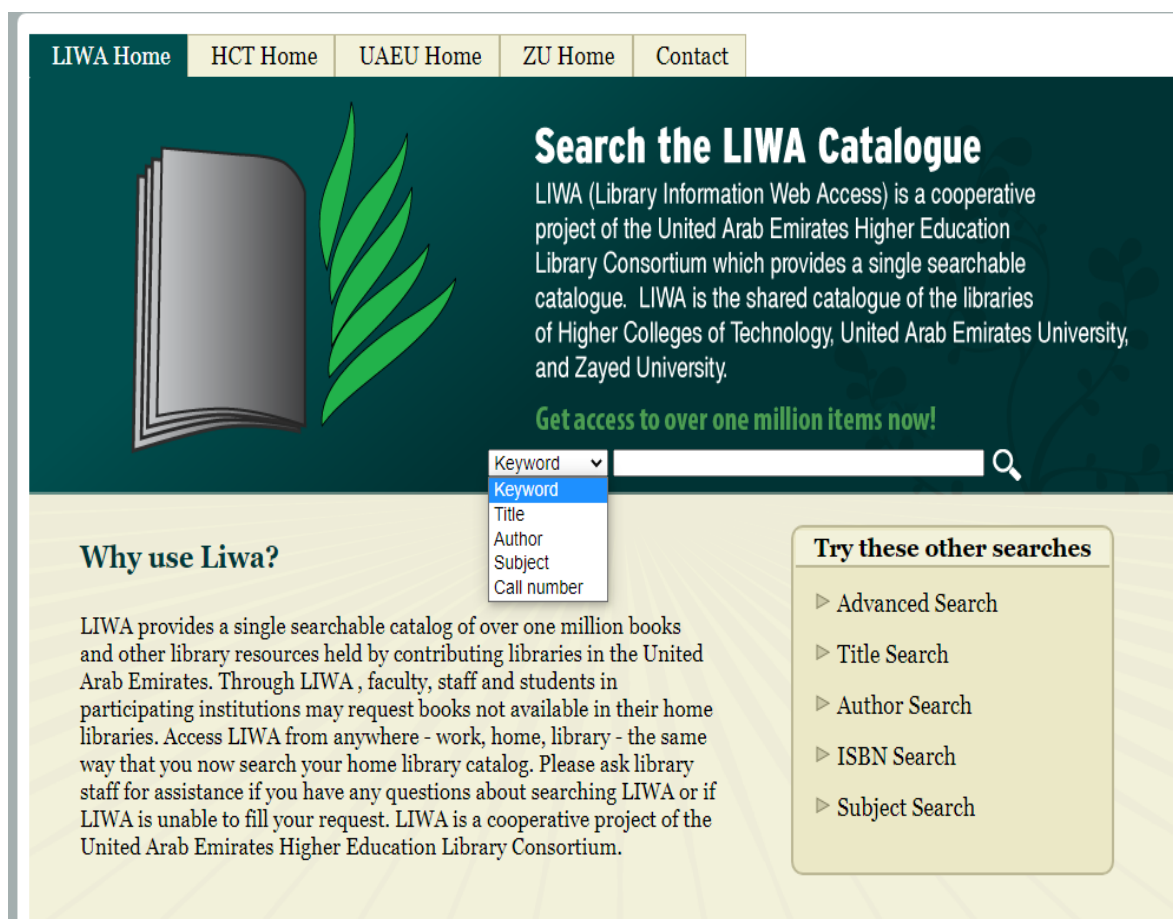 LIWA Home HCT Home UAEU Home ZU Home Contact
Search the LIWA Catalogue
LIWA (Library Information Web Access) is a cooperative
project of the United Arab Emirates Higher Education
Library Consortium which provides a single searchable
catalogue. LIWA is the shared catalogue of the libraries
of Higher Colleges of Technology, United Arab Emirates University,
and Zayed University.
Get access to over one million items now!
Keyword
Keyword
Title
Author
Subject
Call number
Why use Liwa?
LIWA provides a single searchable catalog of over one million books
and other library resources held by contributing libraries in the United
Arab Emirates. Through LIWA , faculty, staff and students in
participating institutions may request books not available in their home
libraries. Access LIWA from anywhere - work, home, library - the same
way that you now search your home library catalog. Please ask library
staff for assistance if you have any questions about searching LIWA or if
LIWA is unable to fill your request. LIWA is a cooperative project of the
United Arab Emirates Higher Education Library Consortium.
Try these other searches
Advanced Search
Title Search
Author Search
ISBN Search
Subject Search